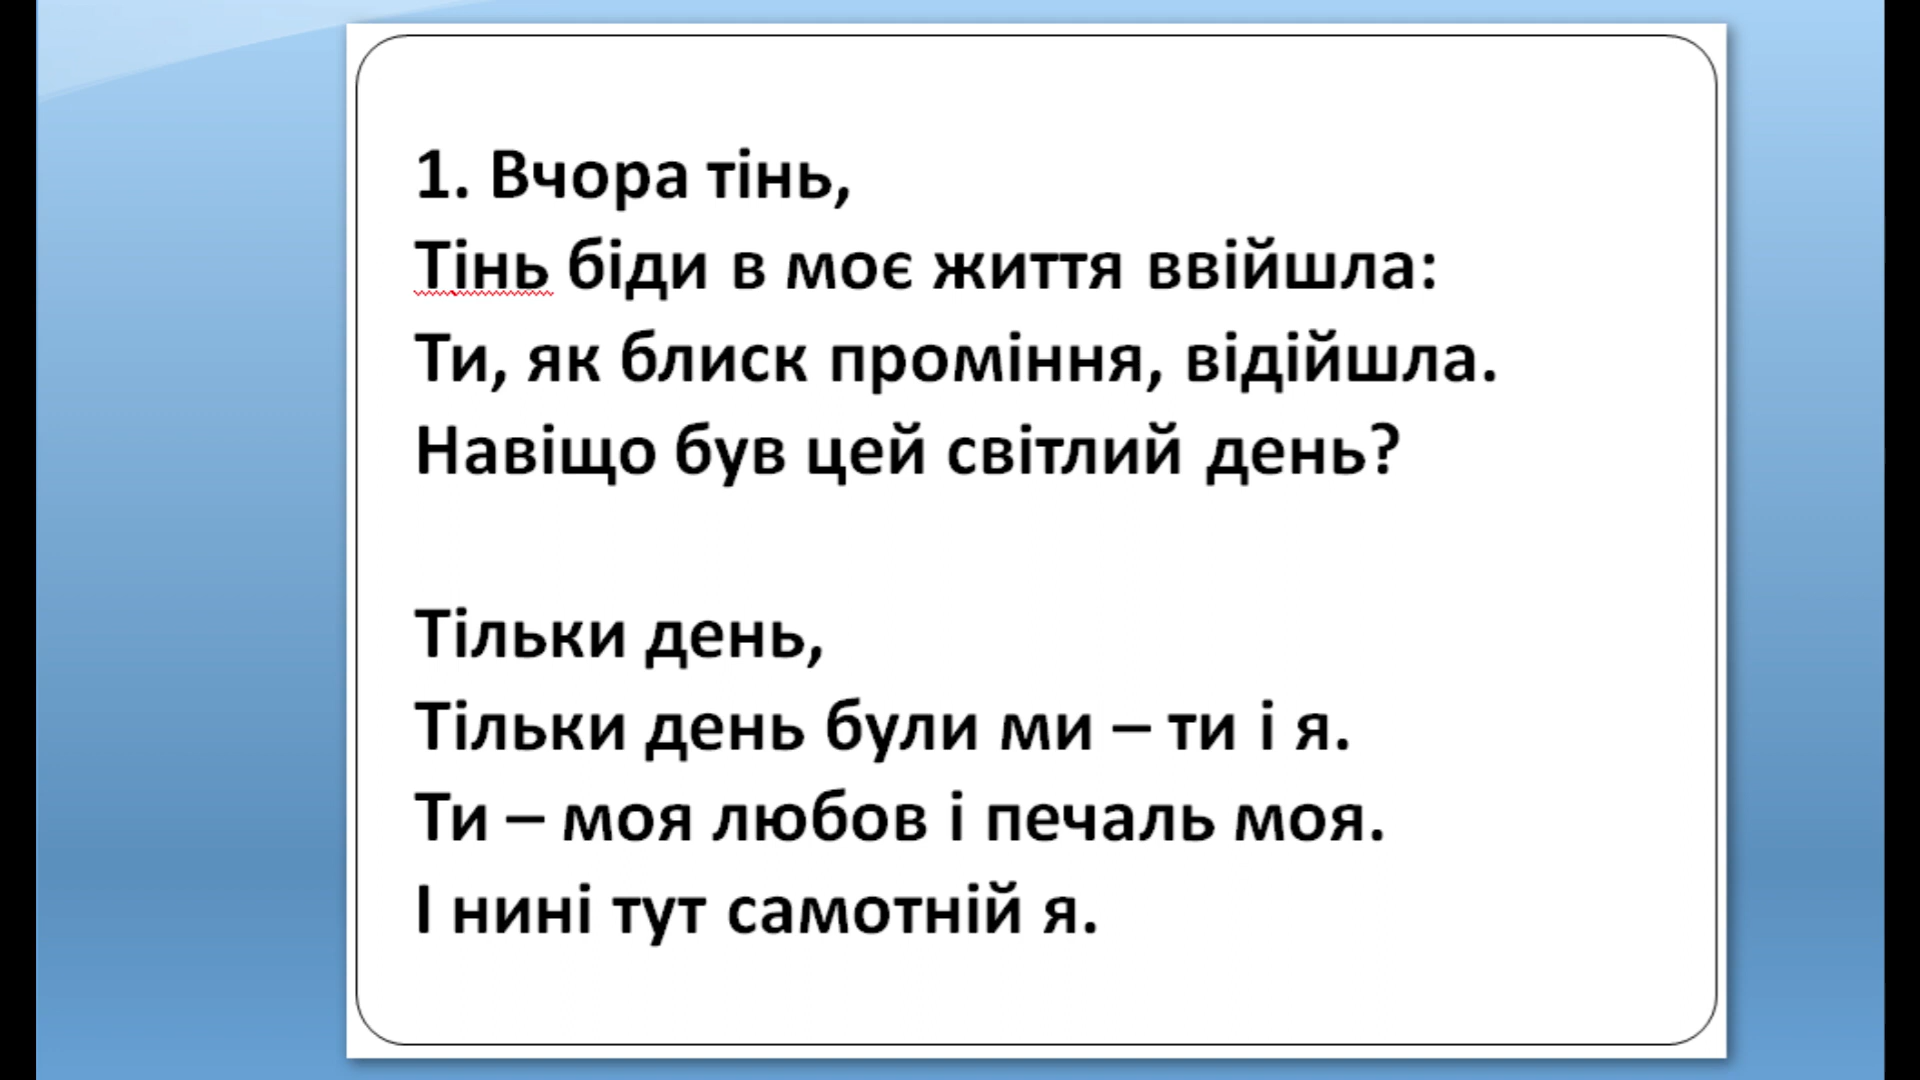 1. Вчора тінь,
Тінь біди в моє життя ввійшла:
Ти, як блиск проміння, відійшла.
Навіщо був цей світлий день?
Тільки день,
Тільки день були ми – ти і я.
Ти – моя любов і печаль моя.
І нині тут самотній я.